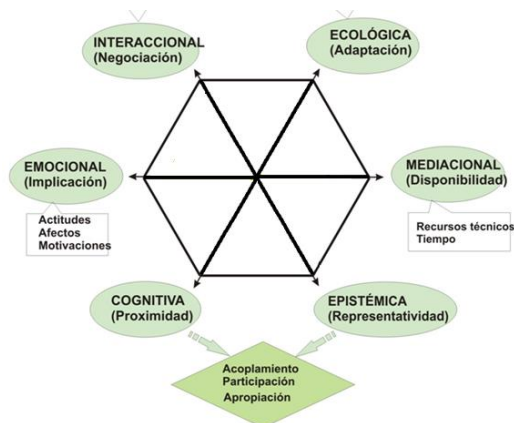 INTERACCIONAL
(Negociación)
ECOLÓGICA
(Adaptación)
EMOCIONAL
(Implicación)
MEDIACIONAL
(Disponibilidad)
Actitudes
Afectos
Motivaciones
Recursos técnicos
Tiempo
COGNITIVA
(Proximidad)
EPISTÉMICA
(Representatividad)
Acoplamiento
Participación
Apropiación